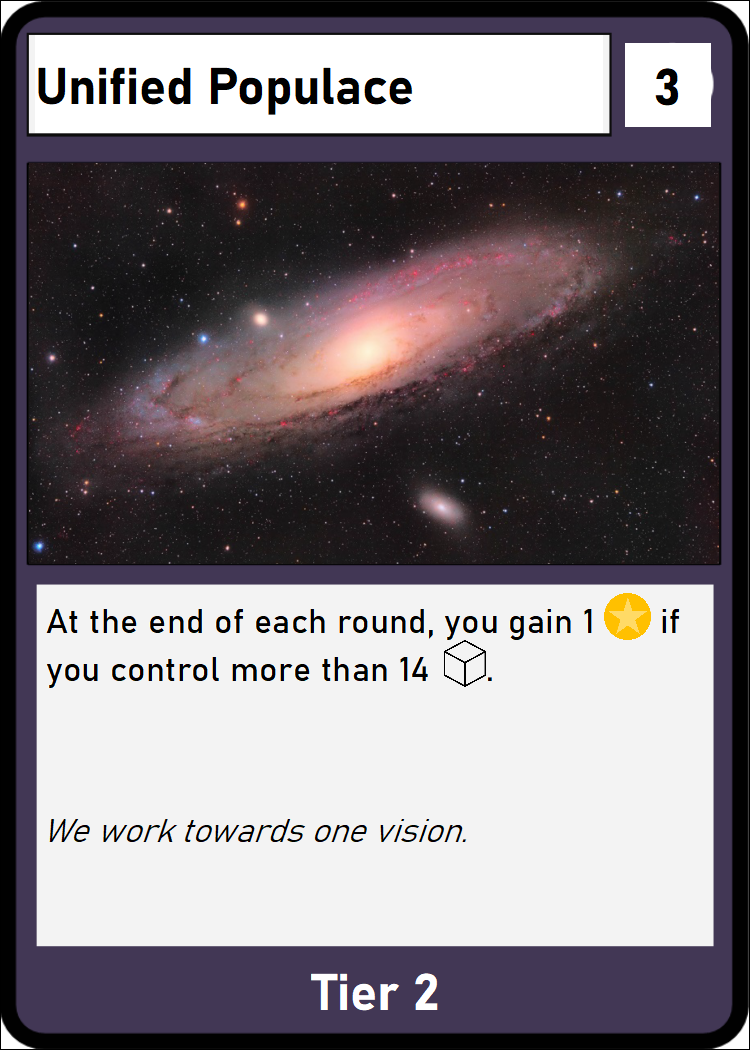 Unified Populace
3
At the end of each round, you gain 1 if
you control more than 14 .
We work towards one vision.
Tier 2